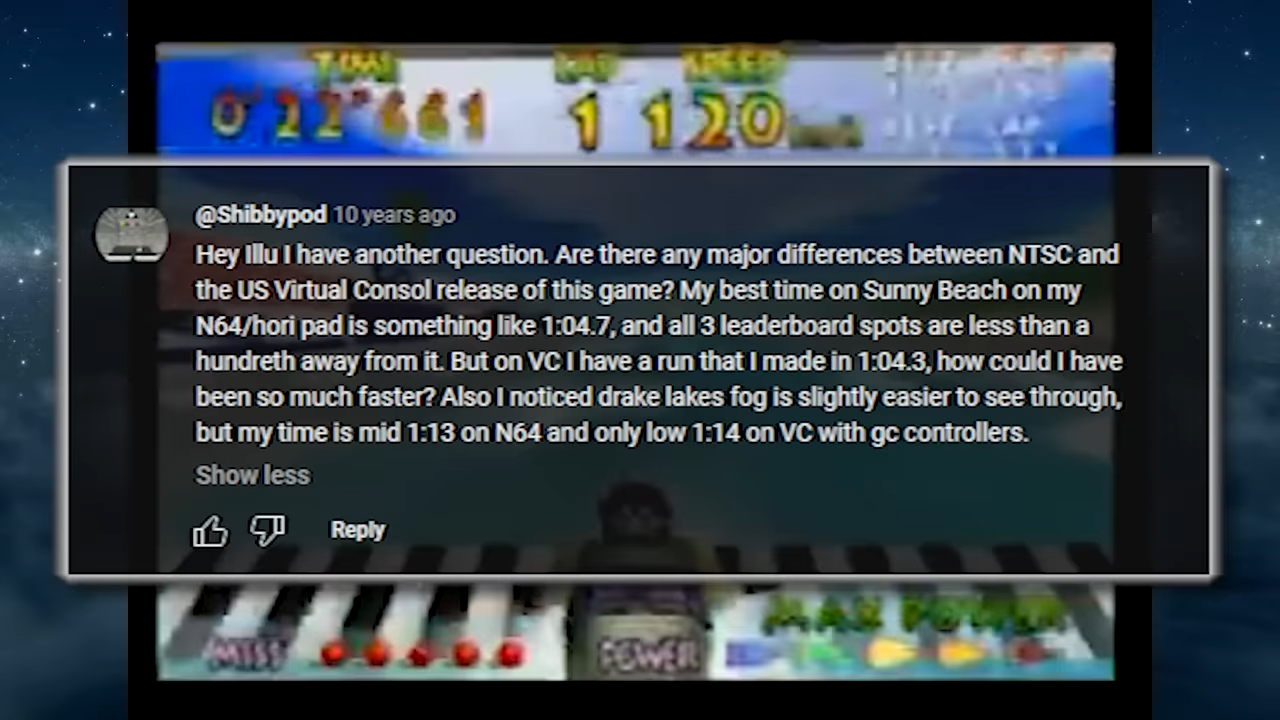 TIME LAP SPEED
0'22"661 1 120
@Shibbypod 10 years ago
Hey Illu I have another question. Are there any major differences between NTSC and
the US Virtual Consol release of this game? My best time on Sunny Beach on my
N64/hori pad is something like 1:04.7, and all 3 leaderboard spots are less than a
hundreth away from it. But on VC I have a run that I made in 1:04.3, how could I have
been so much faster? Also I noticed drake lakes fog is slightly easier to see through,
but my time is mid 1:13 on N64 and only low 1:14 on VC with gc controllers.
Show less
Reply
MAX POWER
MISS POWER